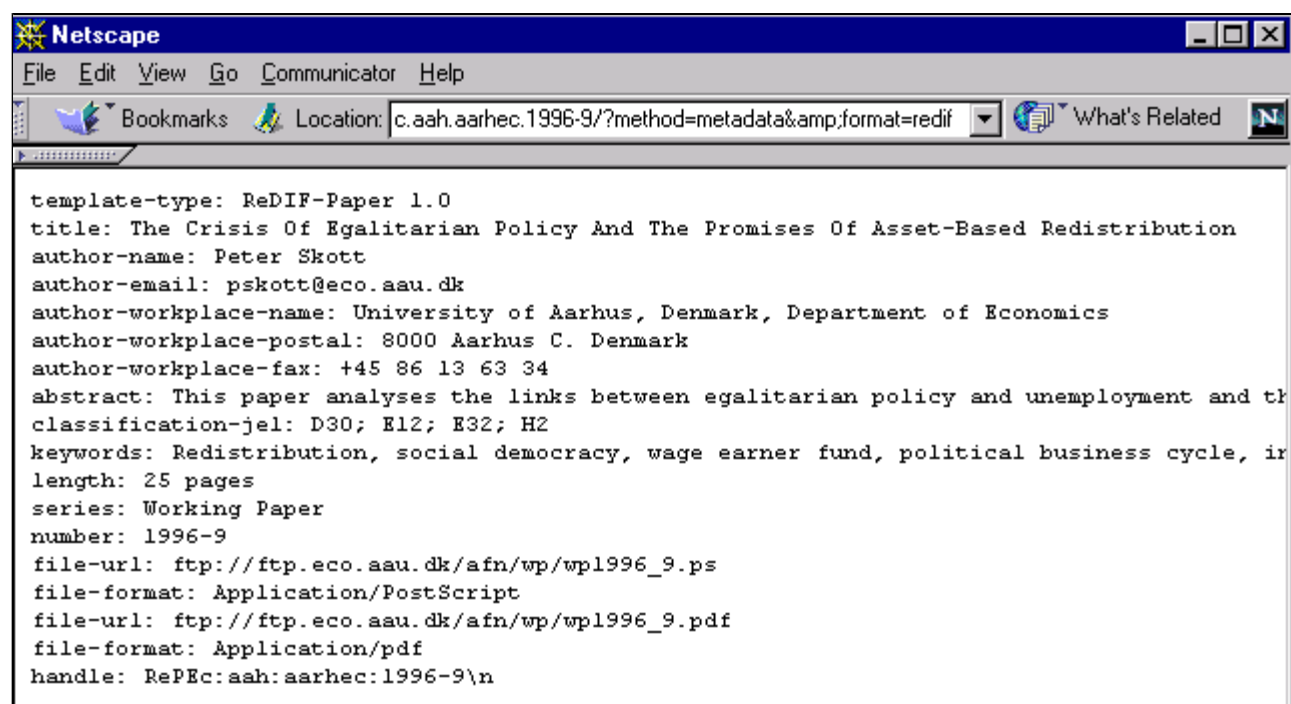 Netscape
File Edit View Go Communicator Help
Bookmarks Location: c.aah.aarhec.1996-9/?method=metadata&amp;format=redif What's Related N
template-type: ReDIF-Paper 1.0
title: The Crisis Of Egalitarian Policy And The Promises Of Asset-Based Redistribution
author-name: Peter Skott
author-email: pskott@eco.aau.dk
author-workplace-name: University of Aarhus, Denmark, Department of Economics
author-workplace-postal: 8000 Aarhus C. Denmark
author-workplace-fax: +45 86 13 63 34
abstract: This paper analyses the links between egalitarian policy and unemployment and th
classification-jel: D30; E12; E32; H2
keywords: Redistribution, social democracy, wage earner fund, political business cycle, in
length: 25 pages
series: Working Paper
number: 1996-9
file-url: ftp://ftp.eco.aau.dk/afn/wp/wp1996_9.ps
file-format: Application/PostScript
file-url: ftp://ftp.eco.aau.dk/afn/wp/wp1996_9.pdf
file-format: Application/pdf
handle: RePEc:aah:aarhec:1996-9\n